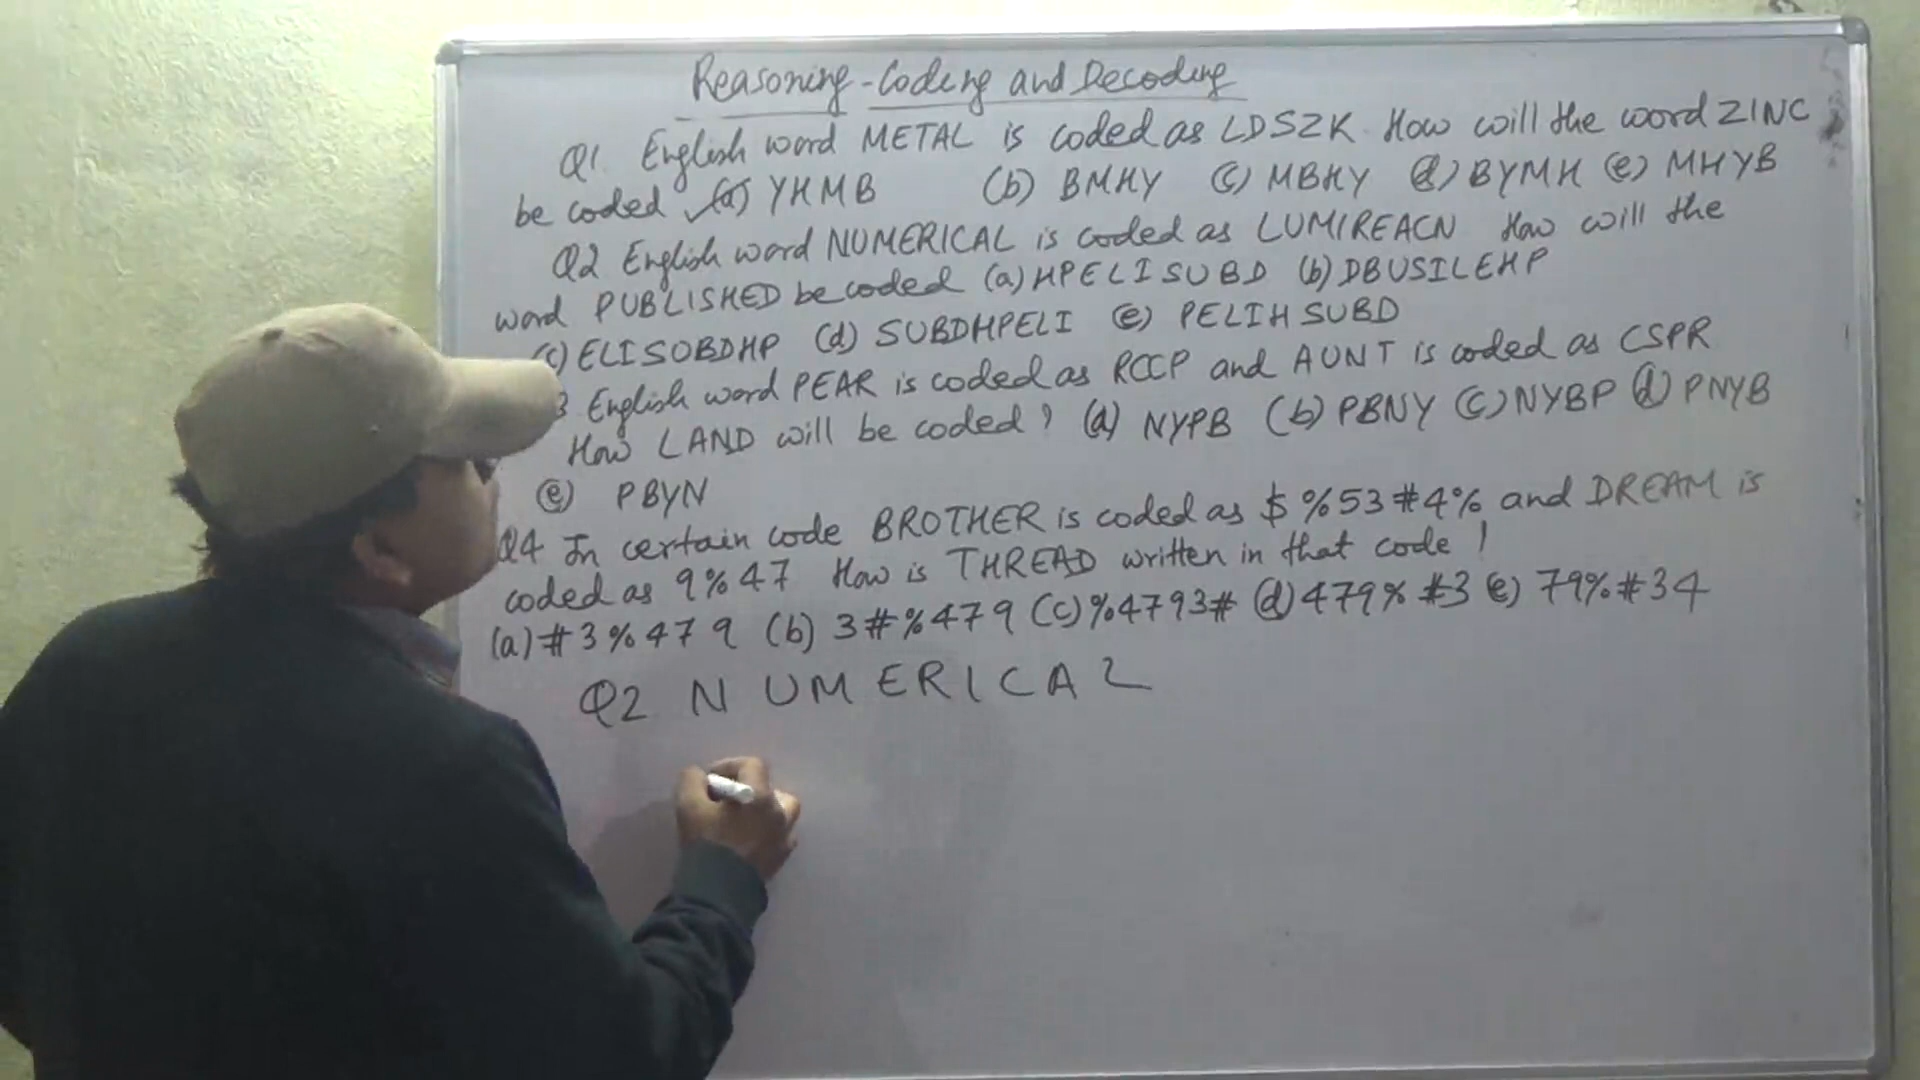 Reasoning - Coding and Decoding
Q1. English word METAL is coded as LDSZK. How will the word ZINC
be coded (a) YHMB (b) BMHY (c) MBHY (d) BYMH (e) MHYB
Q2 English word NUMERICAL is coded as LUMIREACN How will the
word PUBLISHED be coded (a) HPELISUBD (b) DBUSILEHP
(c) ELISOBDHP (d) SUBDHPELI (e) PELIHSUBD
3 English word PEAR is coded as RCCP and AUNT is coded as CSPR
How LAND will be coded? (a) NYPB (b) PBNY (c) NYBP (d) PNYB
(e) PBYN
Q4 In certain code BROTHER is coded as $%53#4% and DREAM is
coded as 9%47 How is THREAD written in that code!
(a) #3%479 (b) 3#%479 (c) %4793# (d) 479%#3 (e) 79%#34
Q2 NUMERICAL